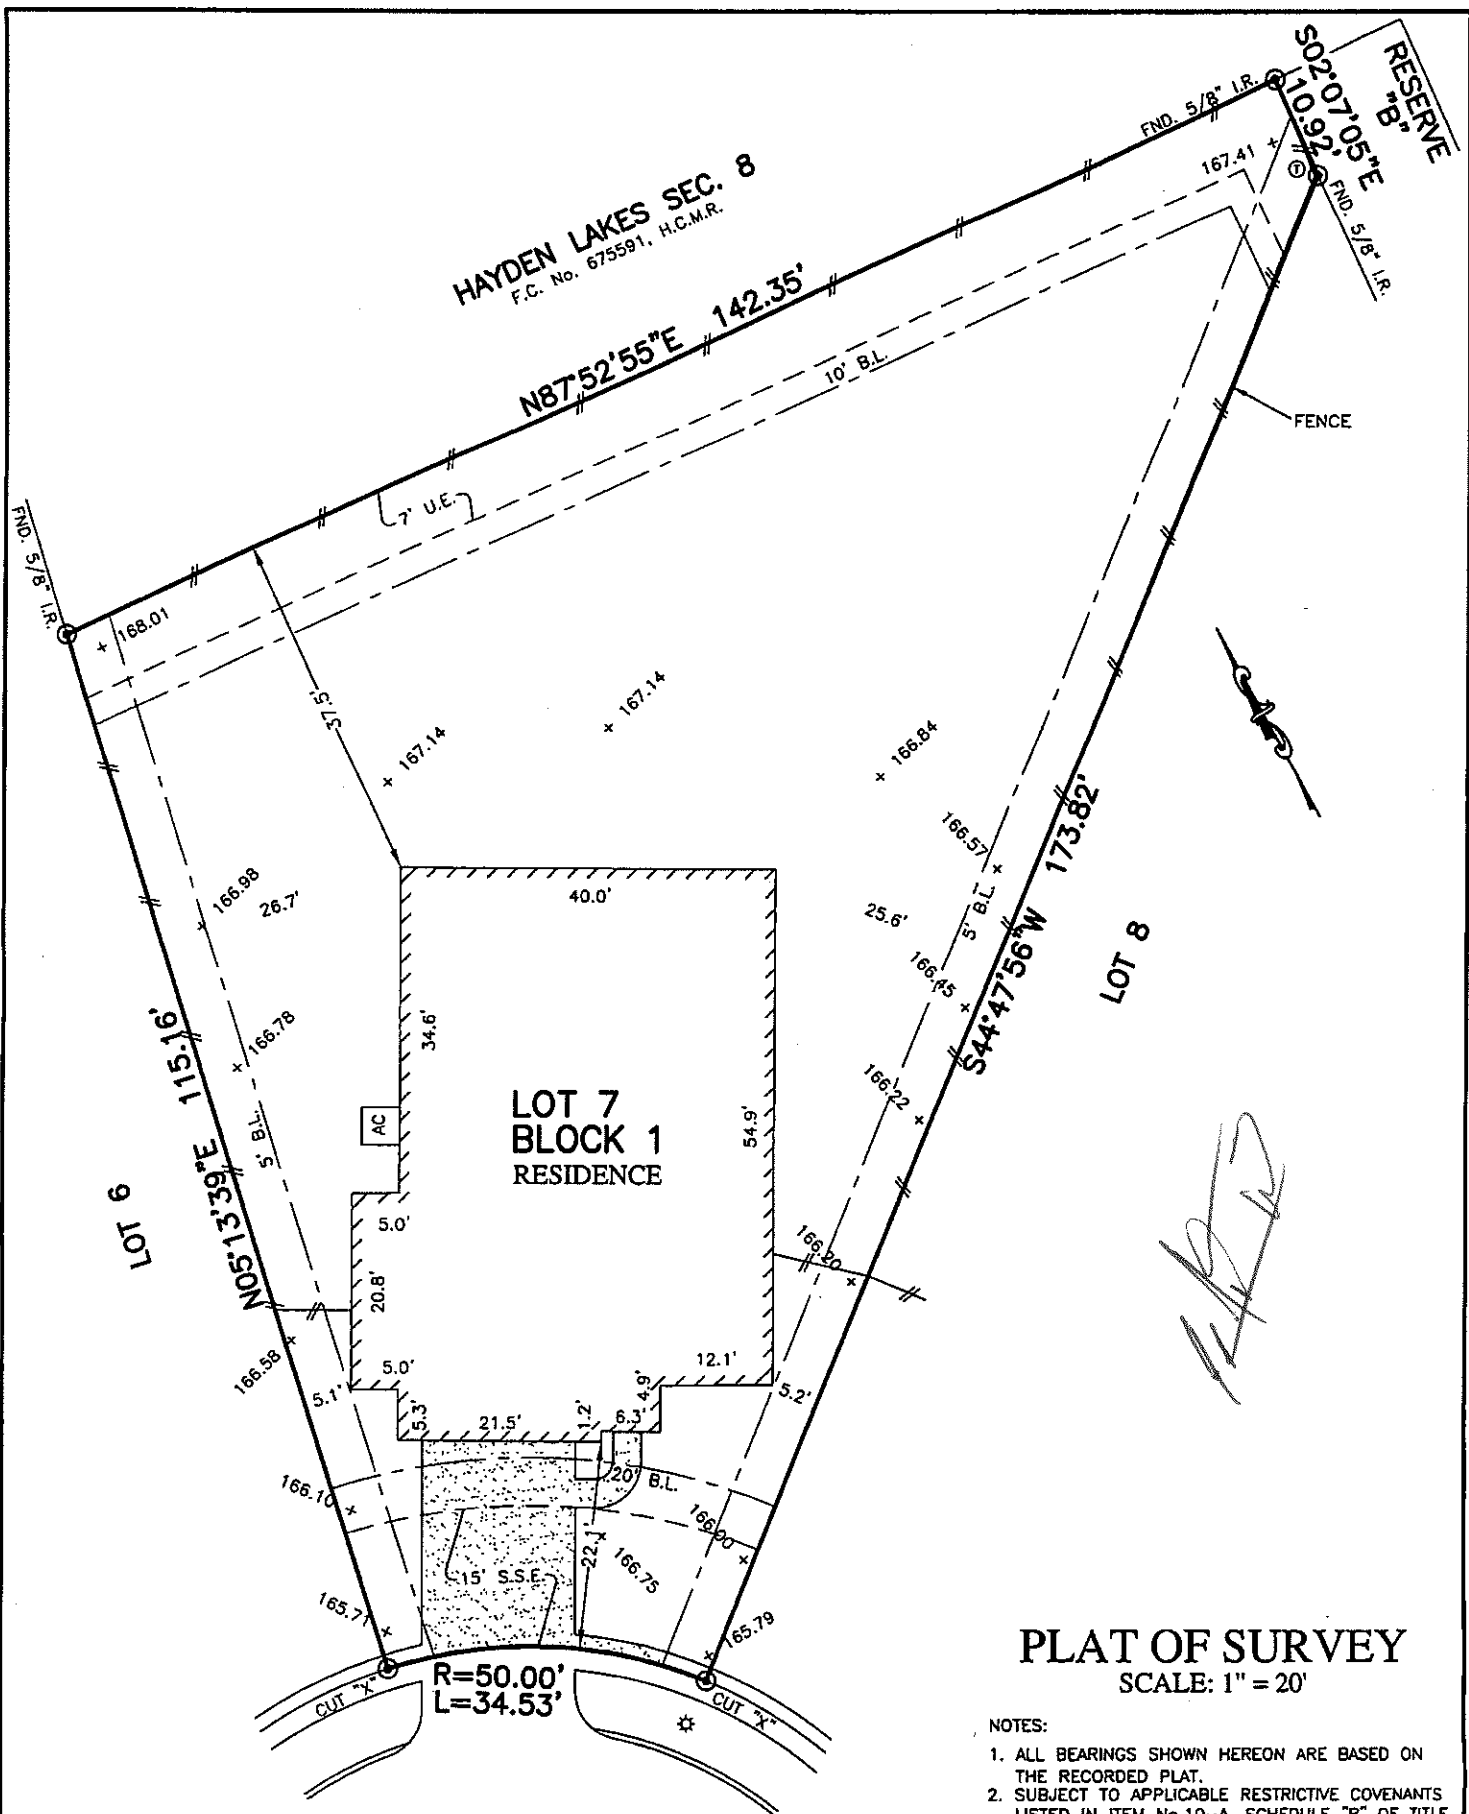 RESERVE
"B"
S02°07'05"E
10.92'
FND. 5/8" I.R.
167.41
T
FND. 5/8" I.R.
HAYDEN LAKES SEC. 8
F.C. No. 675591, H.C.M.R.
N87°52'55"E 142.35'
10' B.L.
FENCE
7' U.E.
FND. 5/8" I.R.
168.01
37.5'
167.14
167.14
166.84
166.57
5' B.L.
S44°47'56"W 173.82'
LOT 8
166.98
26.7'
40.0'
25.6'
166.45
166.78
34.6'
N05°13'39"E 115.16'
5' B.L.
LOT 6
AC
LOT 7
BLOCK 1
RESIDENCE
54.9'
166.22
5.0'
20.8'
166.20
166.58
5.0'
5.1'
12.1'
4.9'
5.2'
5.3'
21.5'
1.2'
6.3'
20' B.L.
166.10
166.00
22.1'
166.75
15' S.S.E.
165.71
165.79
R=50.00'
L=34.53'
CUT "X"
CUT "X"
PLAT OF SURVEY
SCALE: 1" = 20'
NOTES:
1. ALL BEARINGS SHOWN HEREON ARE BASED ON
THE RECORDED PLAT.
2. SUBJECT TO APPLICABLE RESTRICTIVE COVENANTS
LISTED IN ITEM No.10-A, SCHEDULE "B" OF TITLE